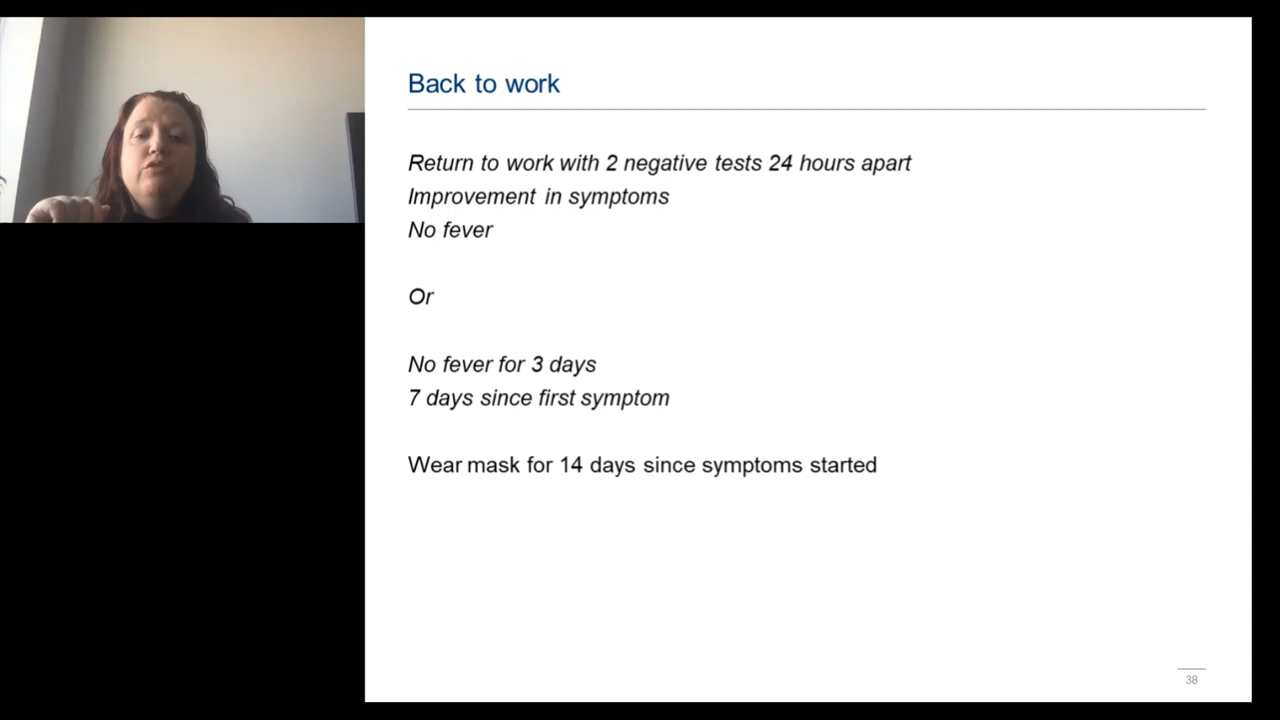 Back to work
Return to work with 2 negative tests 24 hours apart
Improvement in symptoms
No fever
Or
No fever for 3 days
7 days since first symptom
Wear mask for 14 days since symptoms started
38